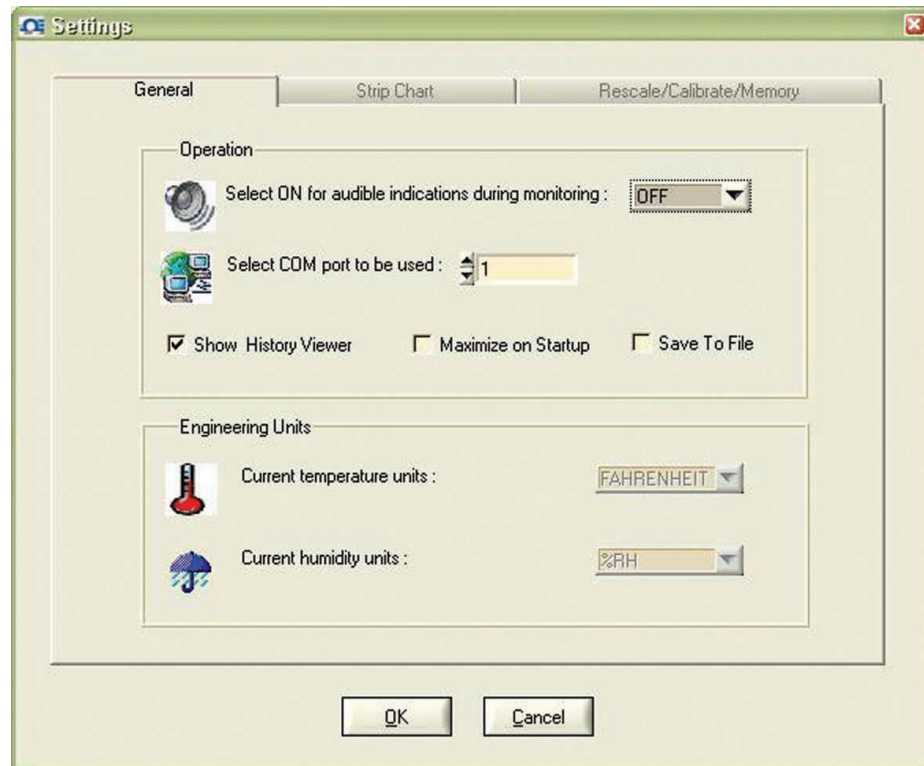 Settings
General
Strip Chart
Rescale/Calibrate/Memory
Operation
Select ON for audible indications during monitoring :
OFF
Select COM port to be used :
1
Show History Viewer
Maximize on Startup
Save To File
Engineering Units
Current temperature units :
FAHRENHEIT
Current humidity units :
%RH
OK
Cancel